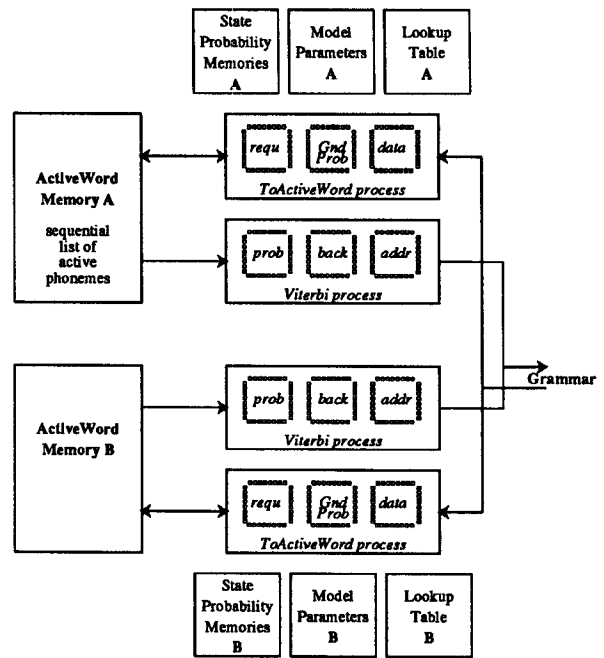 State
Probability
Memories
A
Model
Parameters
A
Lookup
Table
A
ActiveWord
Memory A
sequential
list of
active
phonemes
requ
Gnd
Prob
data
ToActiveWord process
prob
back
addr
Viterbi process
Grammar
ActiveWord
Memory B
prob
back
addr
Viterbi process
requ
Gnd
Prob
data
ToActiveWord process
State
Probability
Memories
B
Model
Parameters
B
Lookup
Table
B